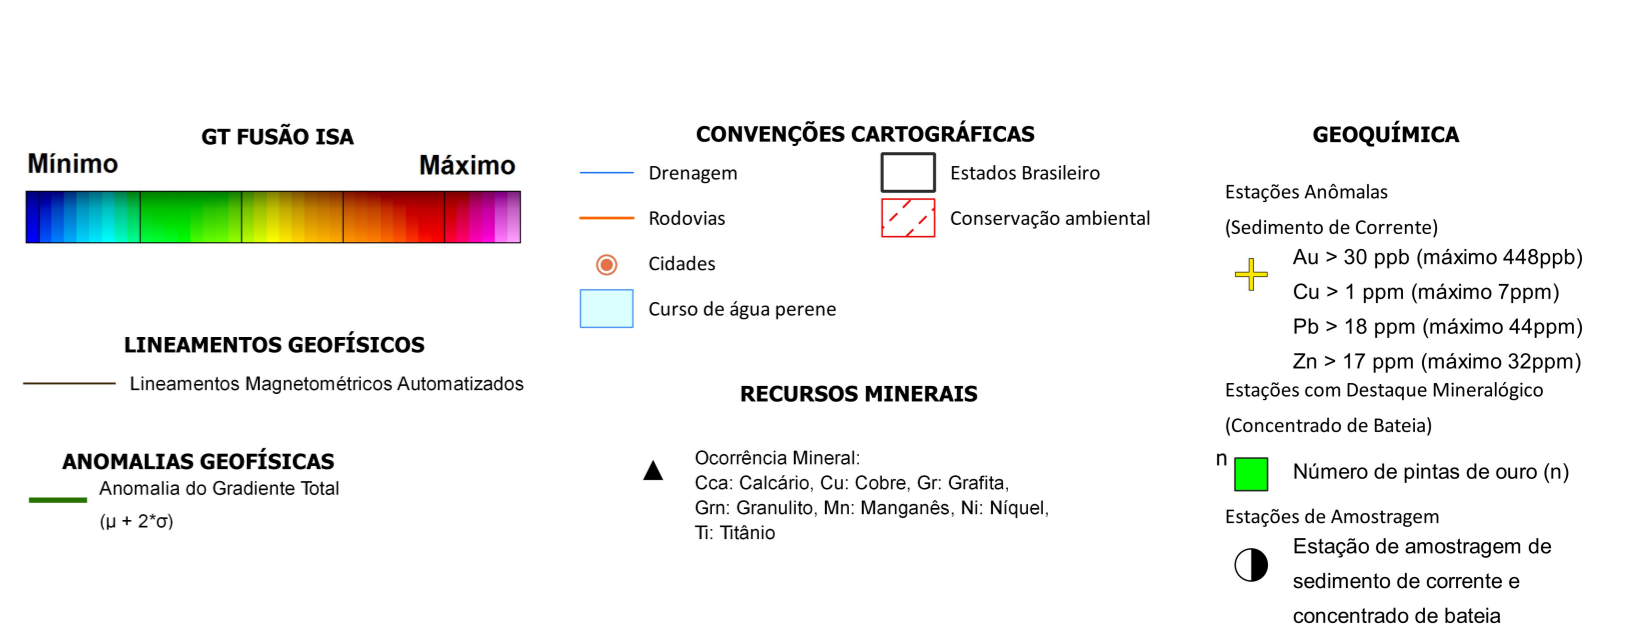 GT FUSÃO ISA
Mínimo
Máximo
LINEAMENTOS GEOFÍSICOS
Lineamentos Magnetométricos Automatizados
ANOMALIAS GEOFÍSICAS
Anomalia do Gradiente Total
(μ + 2*σ)
CONVENÇÕES CARTOGRÁFICAS
Drenagem
Rodovias
Cidades
Curso de água perene
Estados Brasileiro
Conservação ambiental
RECURSOS MINERAIS
Ocorrência Mineral:
Cca: Calcário, Cu: Cobre, Gr: Grafita,
Grn: Granulito, Mn: Manganês, Ni: Níquel,
Ti: Titânio
GEOQUÍMICA
Estações Anômalas
(Sedimento de Corrente)
Au > 30 ppb (máximo 448ppb)
Cu > 1 ppm (máximo 7ppm)
Pb > 18 ppm (máximo 44ppm)
Zn > 17 ppm (máximo 32ppm)
Estações com Destaque Mineralógico
(Concentrado de Bateia)
n
Número de pintas de ouro (n)
Estações de Amostragem
Estação de amostragem de
sedimento de corrente e
concentrado de bateia